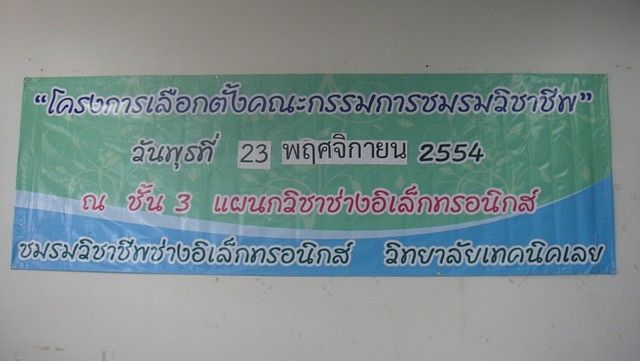 “โครงการเลือกตั้งคณะกรรมการชมรมวิชาชีพ”
วันพุธที่ 23 พฤศจิกายน 2554
ณ ชั้น 3 แผนกวิชาช่างอิเล็กทรอนิกส์
ชมรมวิชาชีพช่างอิเล็กทรอนิกส์ วิทยาลัยเทคนิคเลย